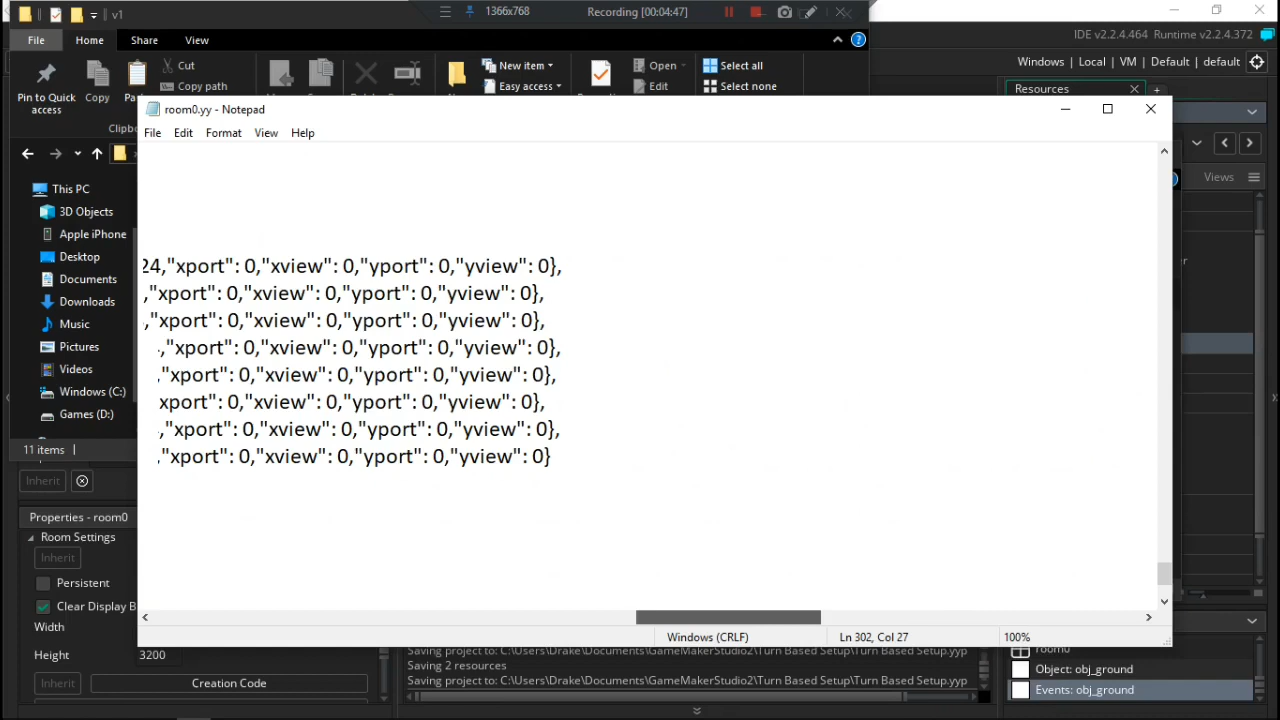 v1
1366x768
Recording [00:04:47]
File
Home
Share
View
IDE v2.2.4.464 Runtime v2.2.4.372
Windows | Local | VM | Default | default
Pin to Quick access
Copy
Cut
Copy path
New item
Easy access
Open
Edit
Select all
Select none
Resources
room0.yy - Notepad
File
Edit
Format
View
Help
Views
This PC
3D Objects
Apple iPhone
Desktop
Documents
Downloads
Music
Pictures
Videos
Windows (C:)
Games (D:)
11 items
24,"xport": 0,"xview": 0,"yport": 0,"yview": 0},
,"xport": 0,"xview": 0,"yport": 0,"yview": 0},
,"xport": 0,"xview": 0,"yport": 0,"yview": 0},
,"xport": 0,"xview": 0,"yport": 0,"yview": 0},
,"xport": 0,"xview": 0,"yport": 0,"yview": 0},
xport": 0,"xview": 0,"yport": 0,"yview": 0},
,"xport": 0,"xview": 0,"yport": 0,"yview": 0},
,"xport": 0,"xview": 0,"yport": 0,"yview": 0}
Windows (CRLF)
Ln 302, Col 27
100%
Inherit
Properties - room0
Room Settings
Inherit
Persistent
Clear Display B
Width
Height
3200
Inherit
Creation Code
Saving project to: C:\Users\Drake\Documents\GameMakerStudio2\Turn Based Setup\Turn Based Setup.yyp
Saving 2 resources
Saving project to: C:\Users\Drake\Documents\GameMakerStudio2\Turn Based Setup\Turn Based Setup.yyp
room0
Object: obj_ground
Events: obj_ground